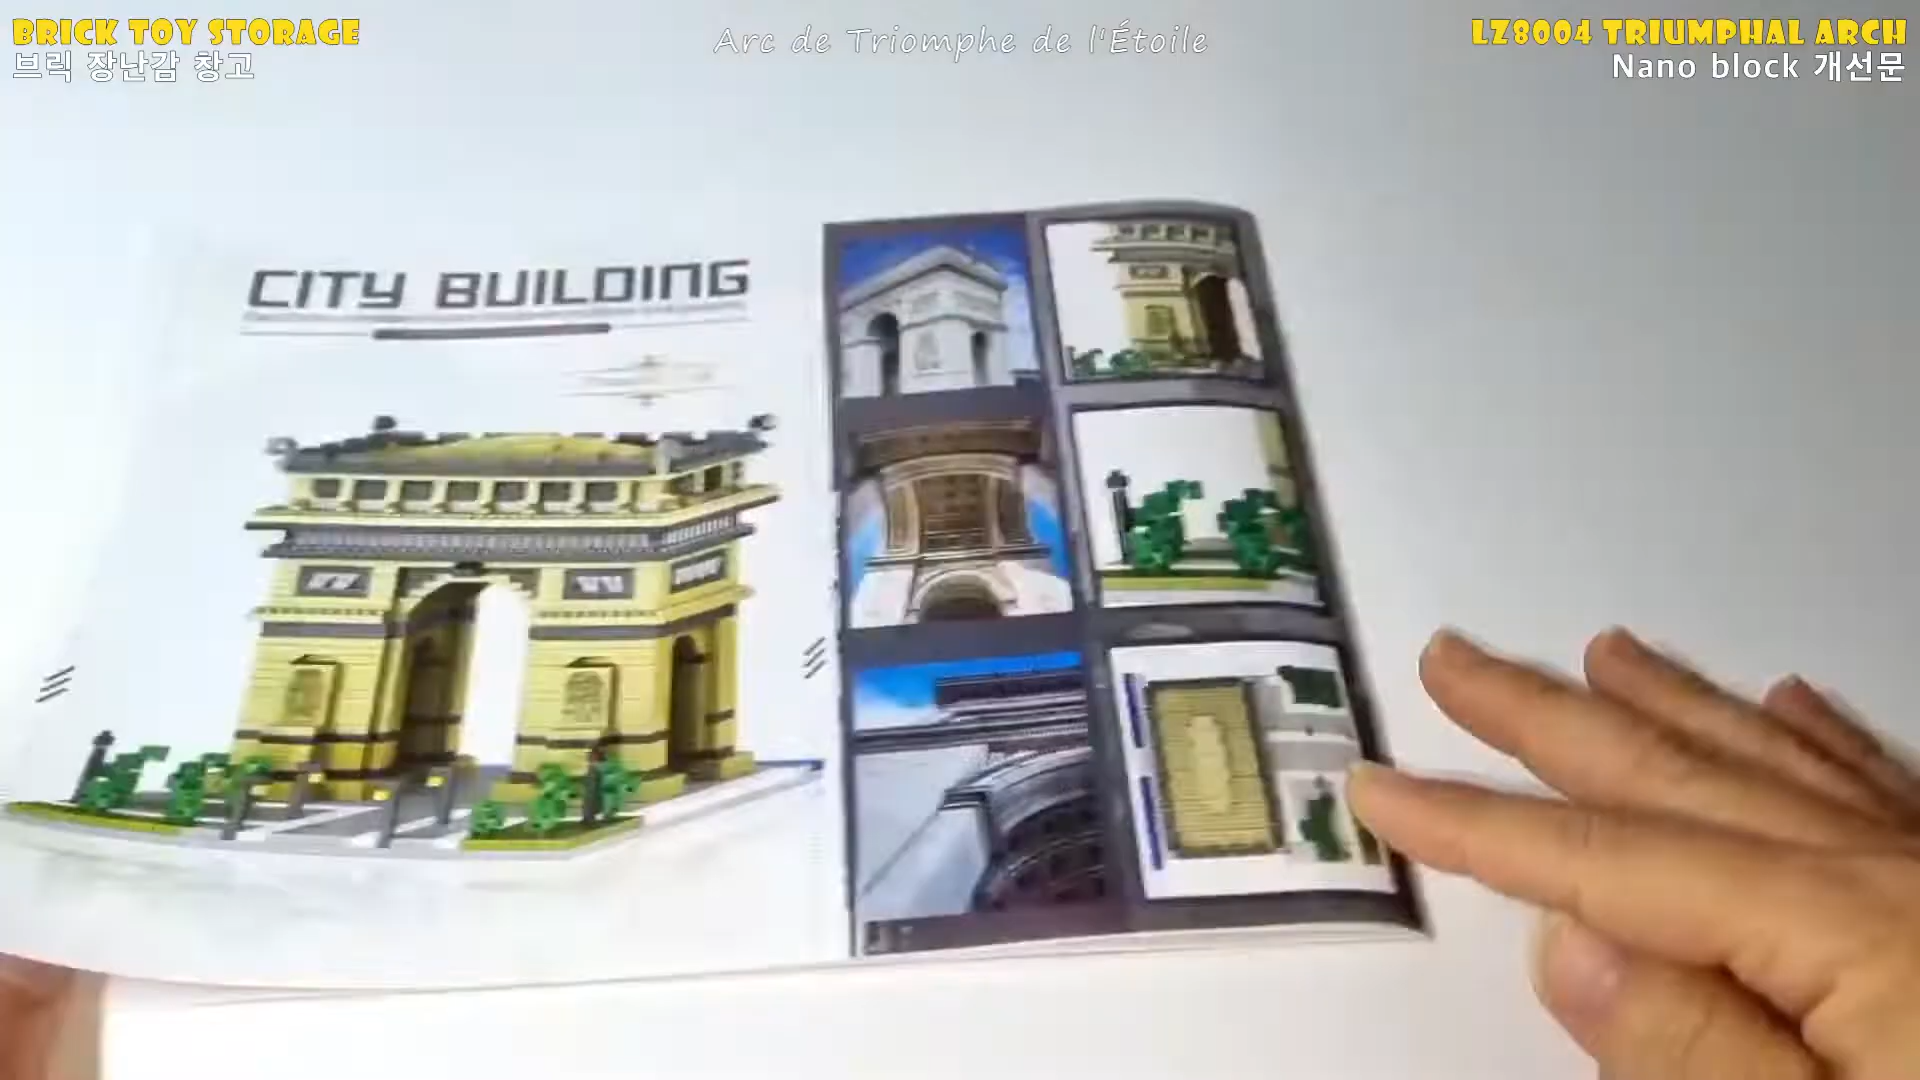 BRICK TOY STORAGE
브릭 장난감 창고
Arc de Triomphe de l'Étoile
LZ8004 TRIUMPHAL ARCH
Nano block 개선문
CITY BUILDING